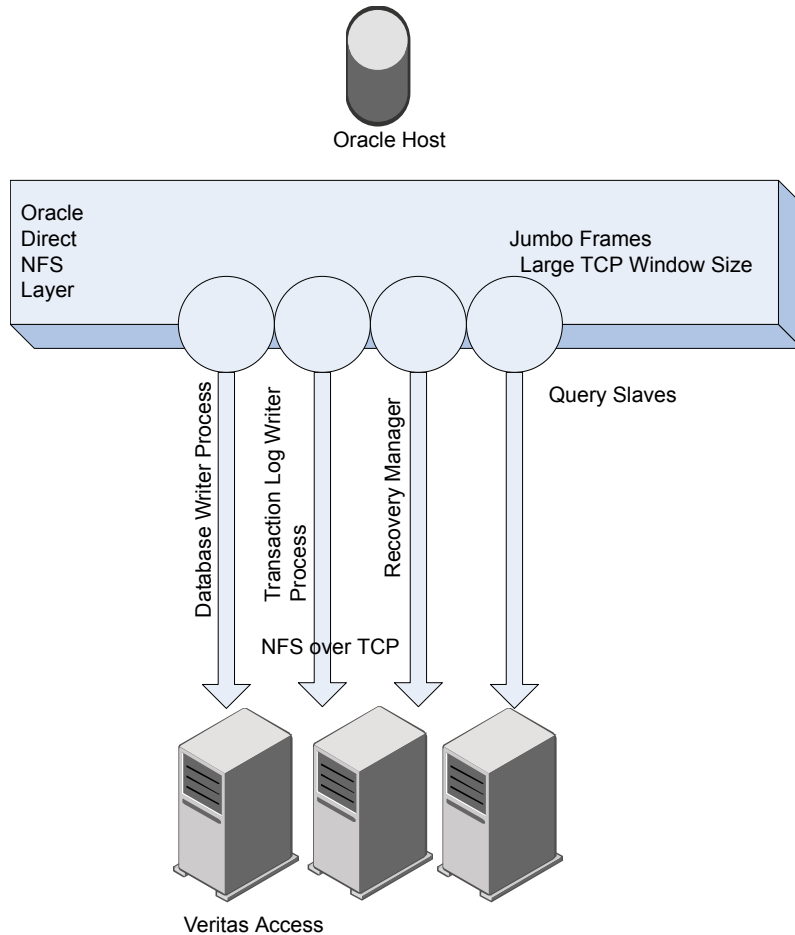 Oracle Host
Oracle
Direct
NFS
Layer
Jumbo Frames
Large TCP Window Size
Database Writer Process
Transaction Log Writer
Process
Recovery Manager
Query Slaves
NFS over TCP
Veritas Access